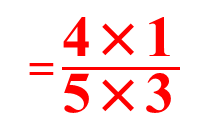 = 4 × 1
5 × 3